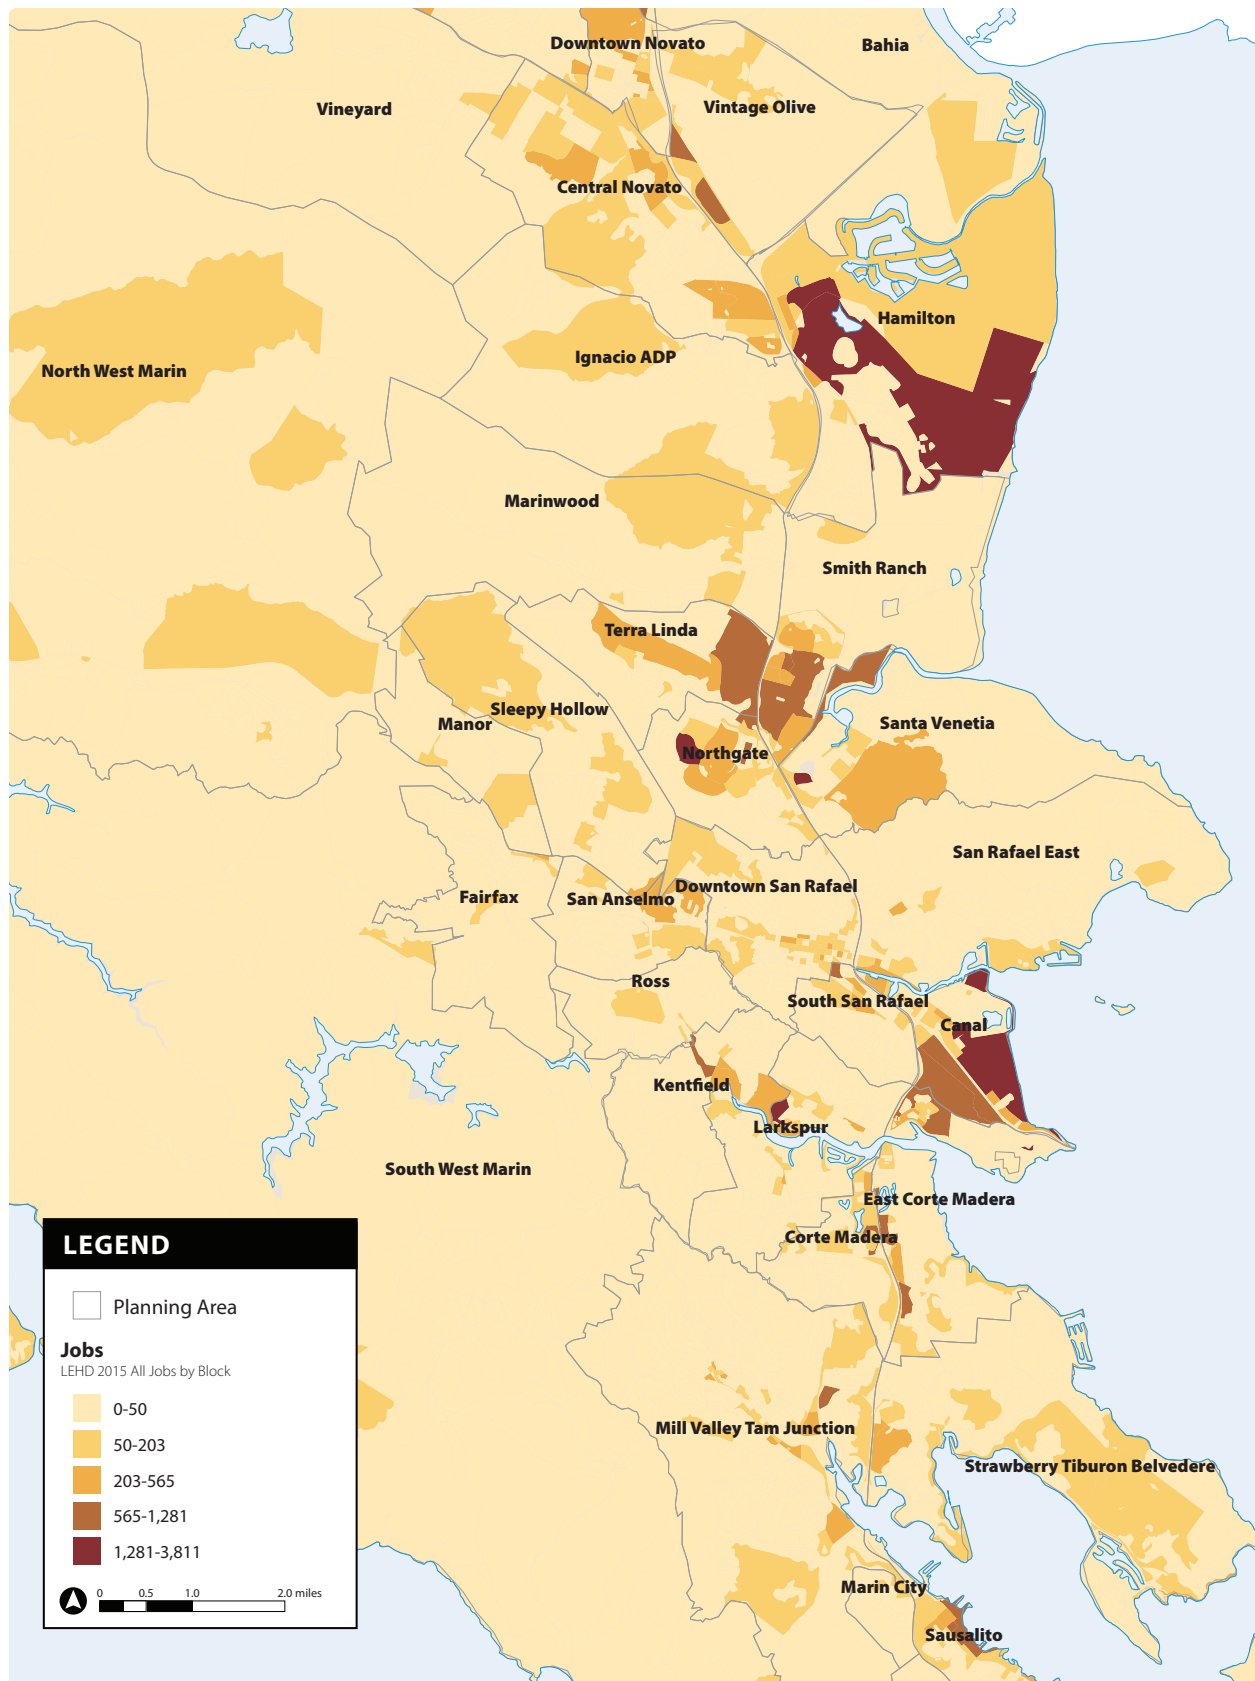 Downtown Novato
Bahia
Vineyard
Vintage Olive
Central Novato
Hamilton
Ignacio ADP
North West Marin
Marinwood
Smith Ranch
Terra Linda
Sleepy Hollow
Manor
Santa Venetia
Northgate
San Rafael East
Downtown San Rafael
Fairfax
San Anselmo
Ross
South San Rafael
Canal
Kentfield
Larkspur
South West Marin
East Corte Madera
Corte Madera
Mill Valley Tam Junction
Strawberry Tiburon Belvedere
Marin City
Sausalito
LEGEND
Planning Area
Jobs
LEHD 2015 All Jobs by Block
0-50
50-203
203-565
565-1,281
1,281-3,811
0 0.5 1.0 2.0 miles